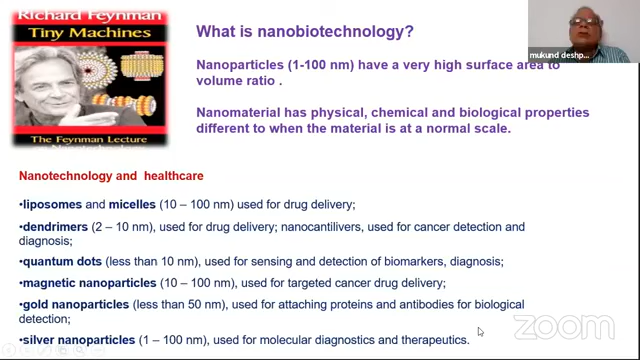 Richard Feynman
Tiny Machines
The Feynman Lecture
What is nanobiotechnology?
Nanoparticles (1-100 nm) have a very high surface area to
volume ratio .
Nanomaterial has physical, chemical and biological properties
different to when the material is at a normal scale.
mukund deshp...
Nanotechnology and healthcare
•liposomes and micelles (10 – 100 nm) used for drug delivery;
•dendrimers (2 – 10 nm), used for drug delivery; nanocantilivers, used for cancer detection and
diagnosis;
•quantum dots (less than 10 nm), used for sensing and detection of biomarkers, diagnosis;
•magnetic nanoparticles (10 – 100 nm), used for targeted cancer drug delivery;
•gold nanoparticles (less than 50 nm), used for attaching proteins and antibodies for biological
detection;
•silver nanoparticles (1 – 100 nm), used for molecular diagnostics and therapeutics.
zoom